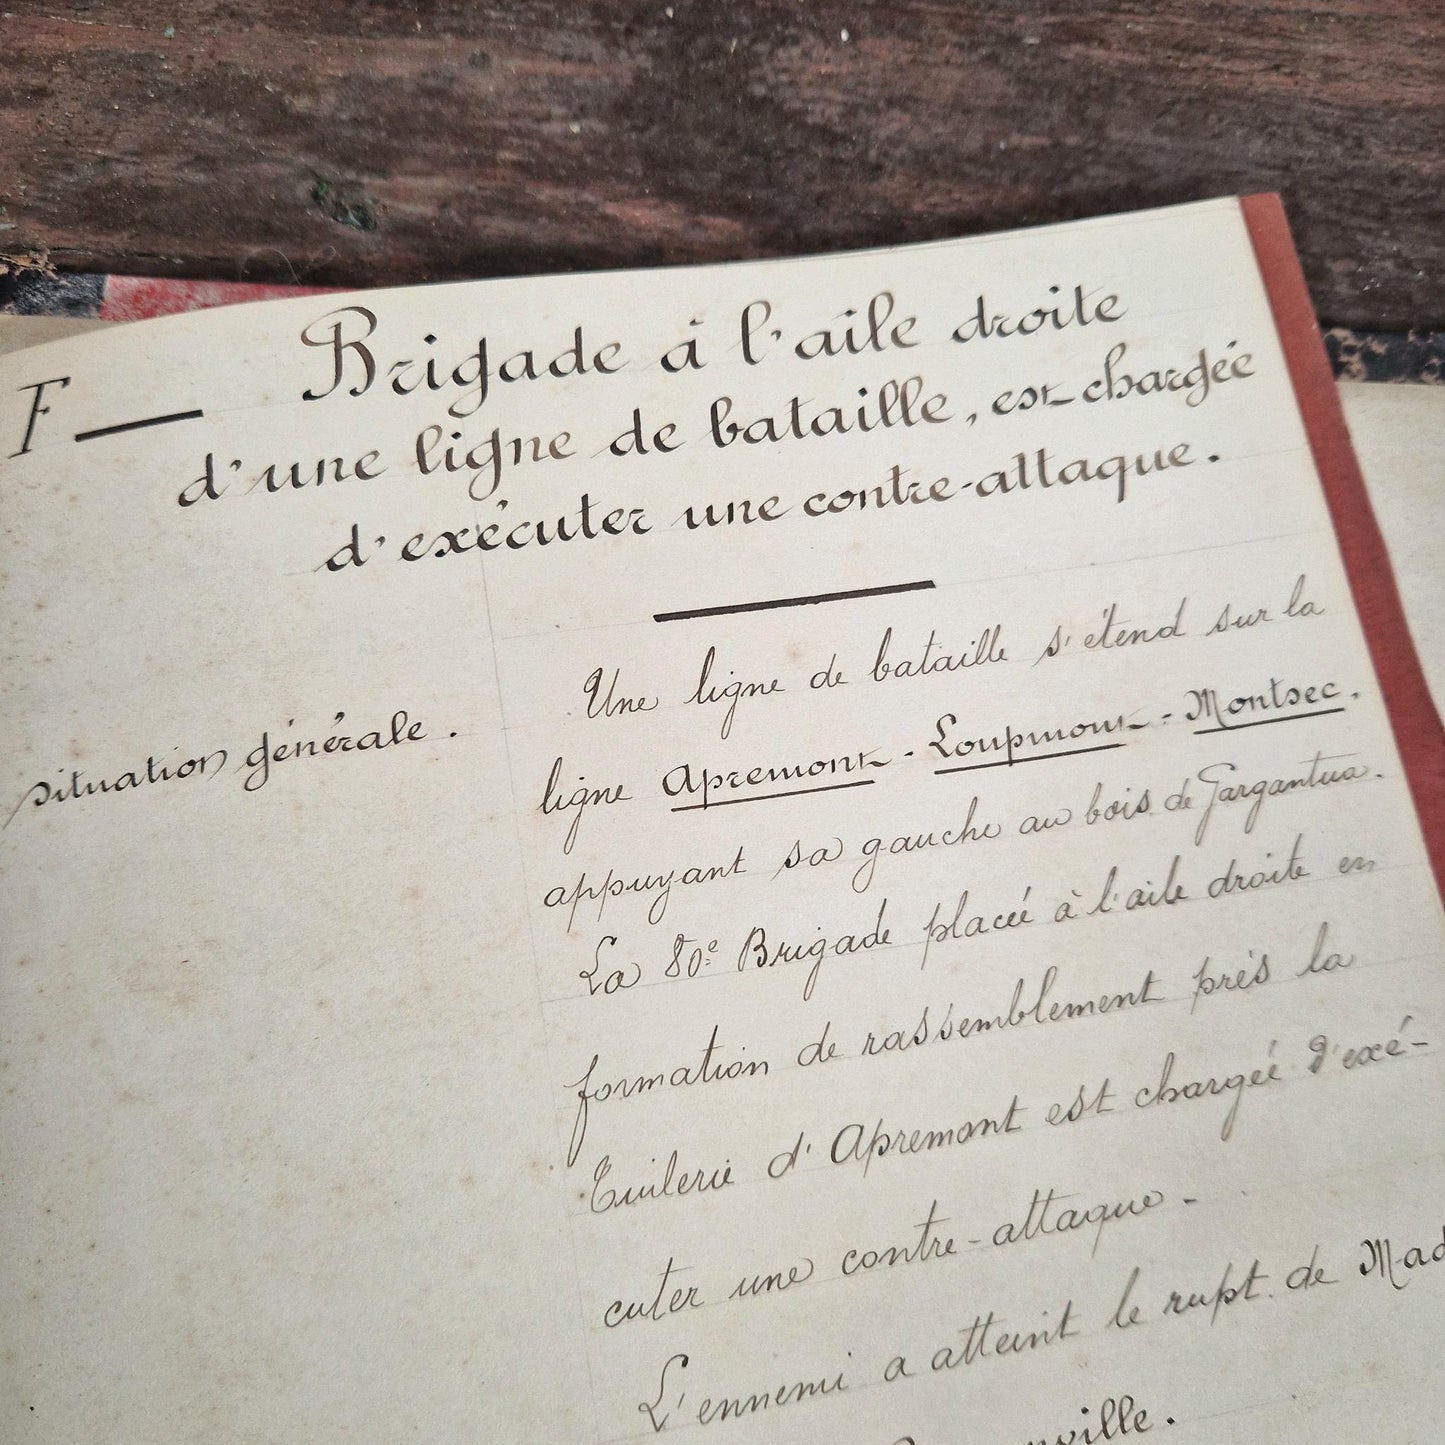 F — Brigade à l'aile droite
d'une ligne de bataille, est chargée
d'exécuter une contre-attaque.
situation générale.
Une ligne de bataille s'étend sur la
ligne Apremont - Loupmont - Montsec.
appuyant sa gauche au bois de Gargantua.
La 80e Brigade placée à l'aile droite en
formation de rassemblement près la
Tuilerie d'Apremont est chargée d'exé-
cuter une contre-attaque.
L'ennemi a atteint le rupt. de Mad
ville.